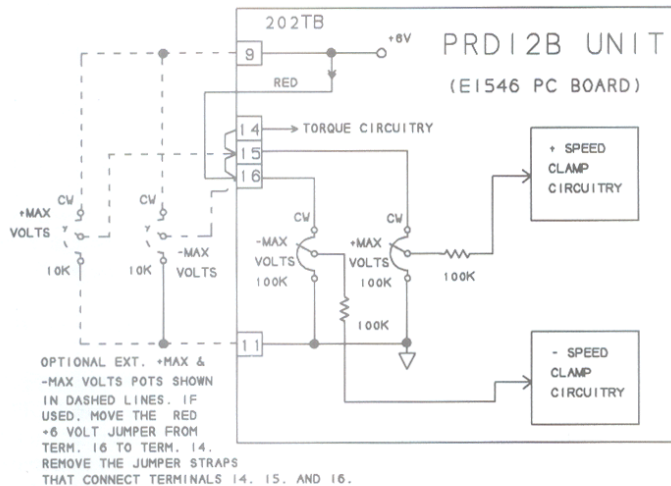 202TB
PRD12B UNIT
(E1546 PC BOARD)
+6V
9
RED
14
TORQUE CIRCUITRY
15
16
+ SPEED
CLAMP
CIRCUITRY
CW
CW
+MAX
VOLTS
10K
10K
-MAX
VOLTS
CW
CW
-MAX
VOLTS
100K
+MAX
VOLTS
100K
100K
100K
11
- SPEED
CLAMP
CIRCUITRY
OPTIONAL EXT. +MAX &
-MAX VOLTS POTS SHOWN
IN DASHED LINES. IF
USED, MOVE THE RED
+6 VOLT JUMPER FROM
TERM. 16 TO TERM. 14.
REMOVE THE JUMPER STRAPS
THAT CONNECT TERMINALS 14, 15, AND 16.